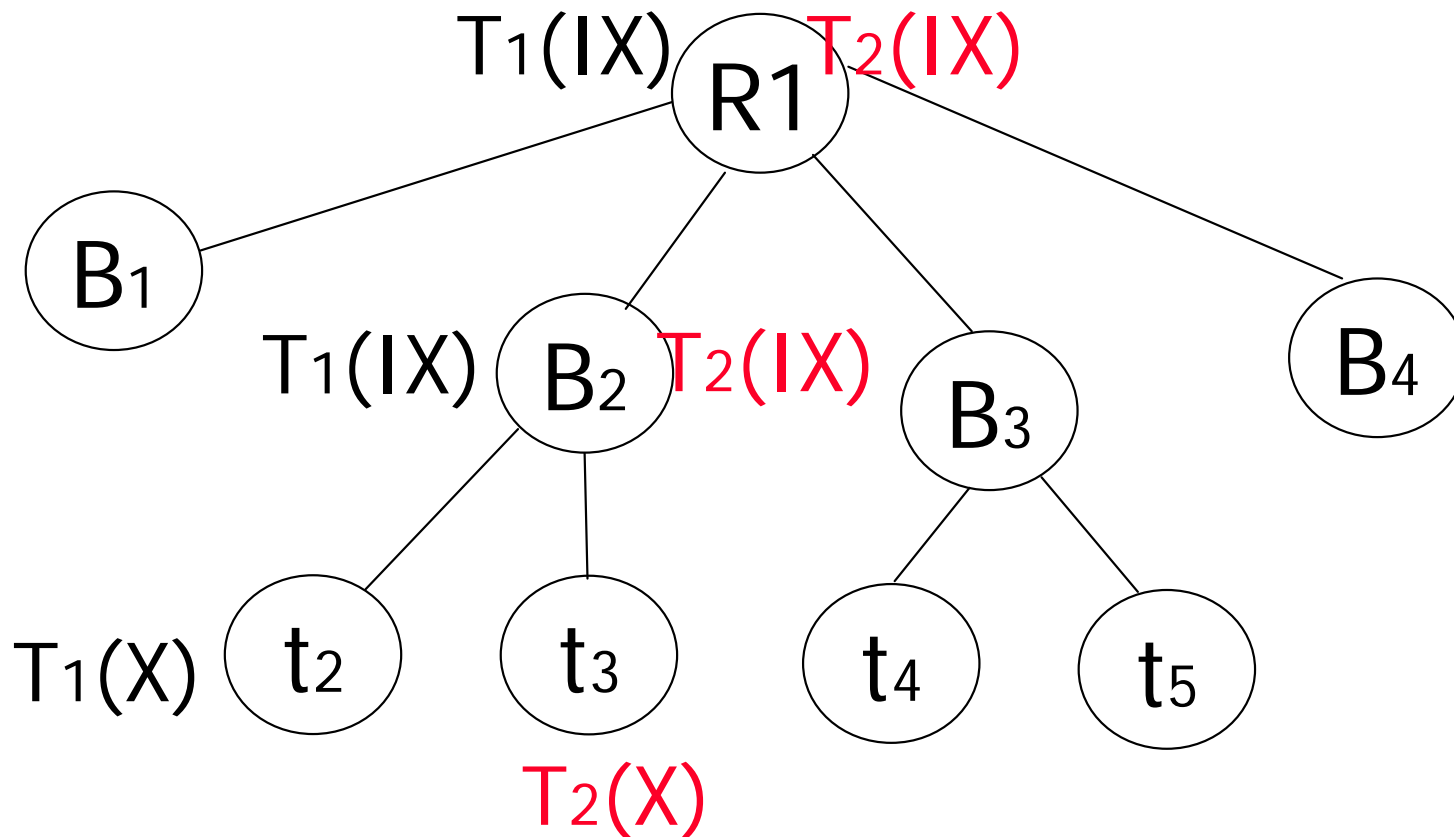 T1(IX) R1 T2(IX)
B1
T1(IX) B2 T2(IX) B3 B4
T1(X) t2 t3 t4 t5
T2(X)